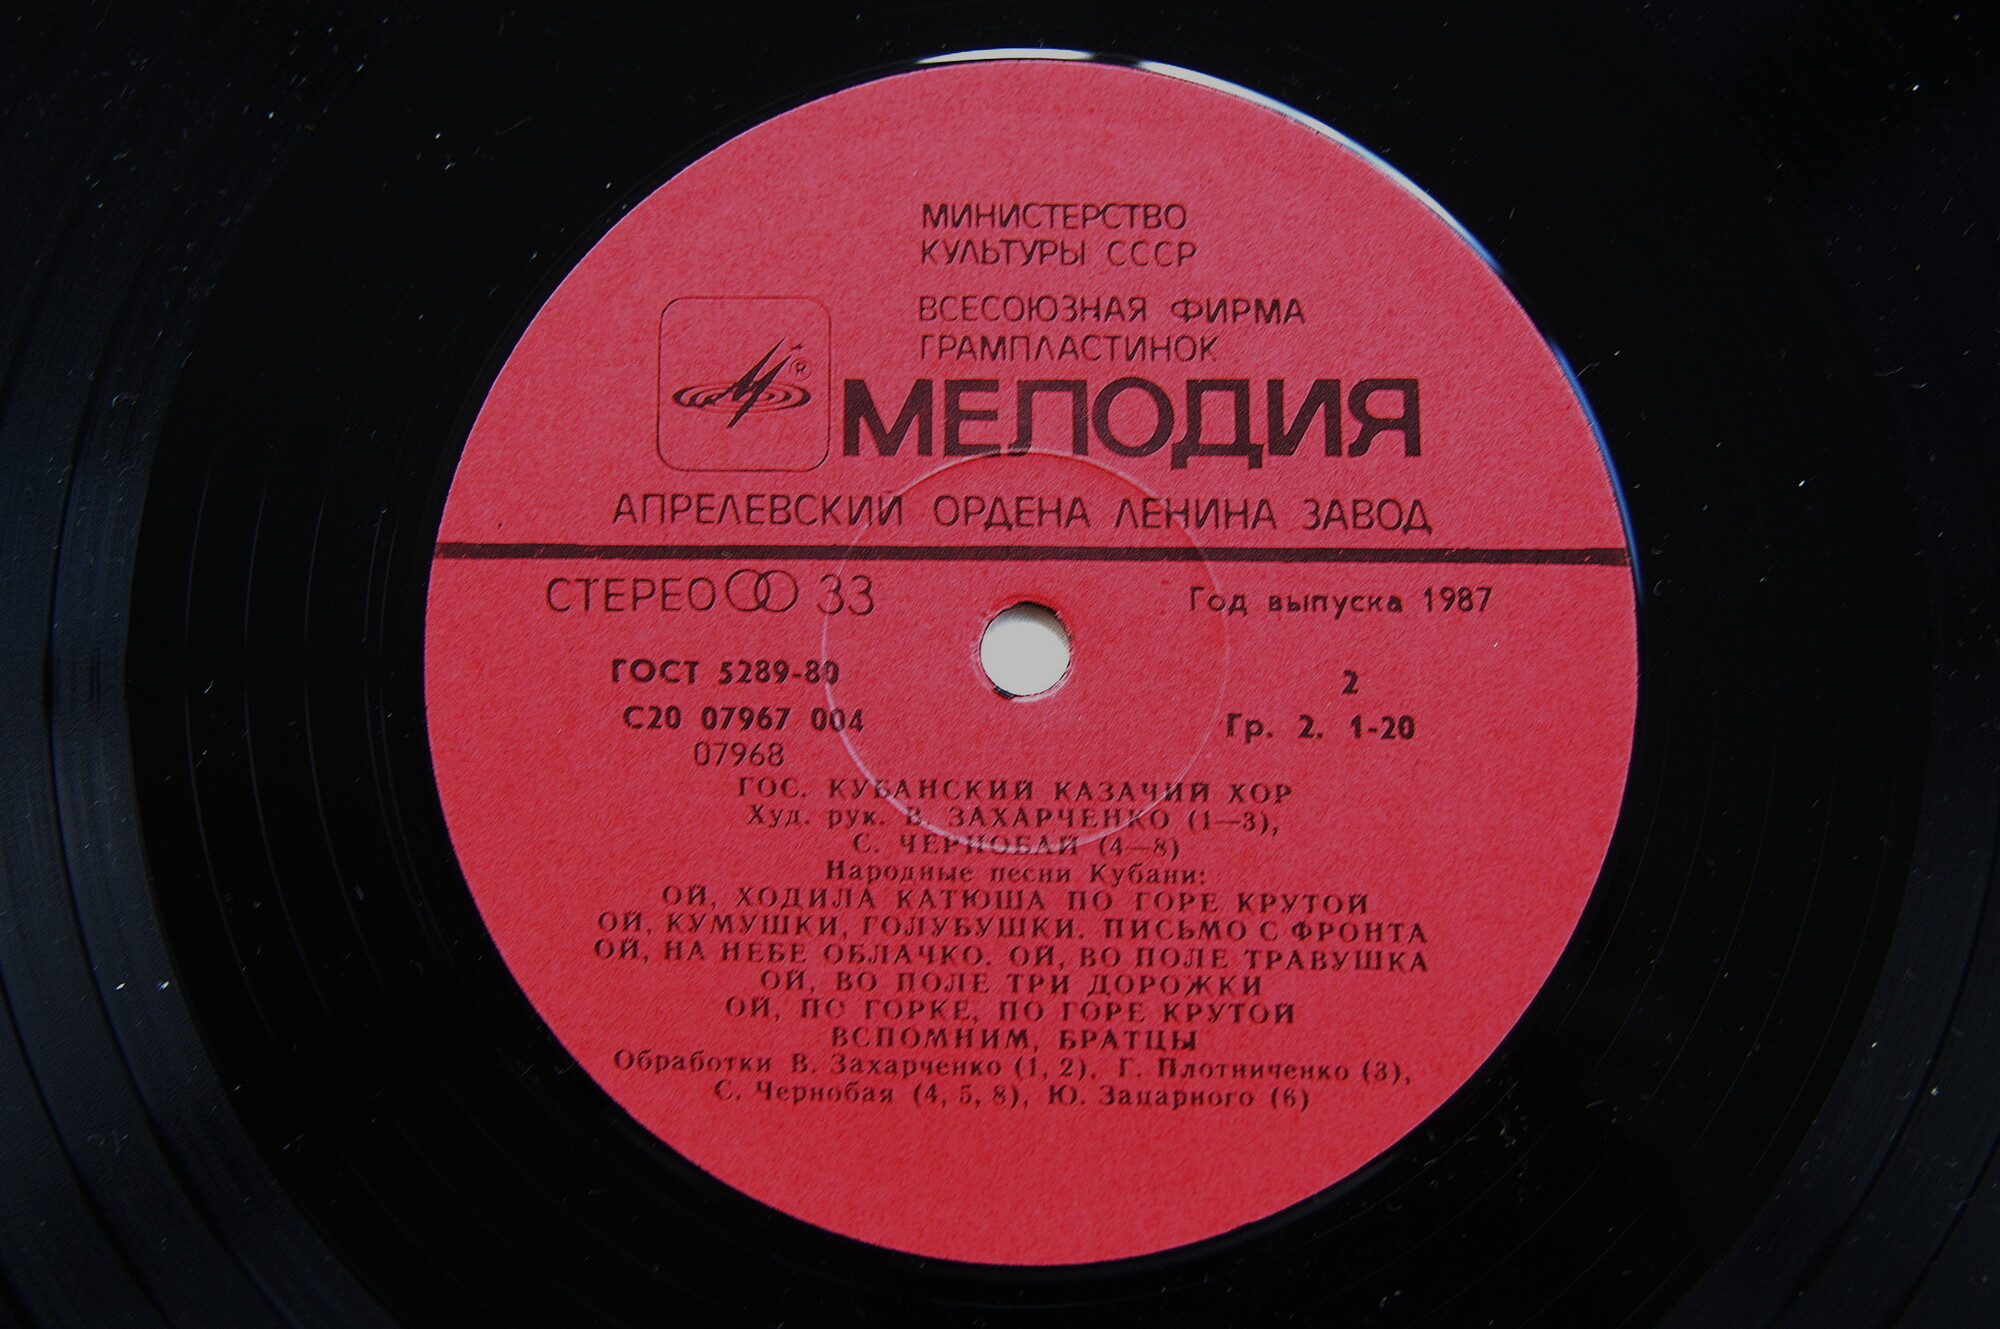 МИНИСТЕРСТВО
КУЛЬТУРЫ СССР
ВСЕСОЮЗНАЯ ФИРМА
ГРАМПЛАСТИНОК
МЕЛОДИЯ
®
АПРЕЛЕВСКИЙ ОРДЕНА ЛЕНИНА ЗАВОД
СТЕРЕО 33
Год выпуска 1987
ГОСТ 5289-80
2
С20 07967 004
Гр. 2. 1-20
07968
ГОС. КУБАНСКИЙ КАЗАЧИЙ ХОР
Худ. рук. В. ЗАХАРЧЕНКО (1—3),
С. ЧЕРНОБАЙ (4—8)
Народные песни Кубани:
ОЙ, ХОДИЛА КАТЮША ПО ГОРЕ КРУТОЙ
ОЙ, КУМУШКИ, ГОЛУБУШКИ. ПИСЬМО С ФРОНТА
ОЙ, НА НЕБЕ ОБЛАЧКО. ОЙ, ВО ПОЛЕ ТРАВУШКА
ОЙ, ВО ПОЛЕ ТРИ ДОРОЖКИ
ОЙ, ПО ГОРКЕ, ПО ГОРЕ КРУТОЙ
ВСПОМНИМ, БРАТЦЫ
Обработки В. Захарченко (1, 2), Г. Плотниченко (3),
С. Чернобая (4, 5, 8), Ю. Зацарного (6)